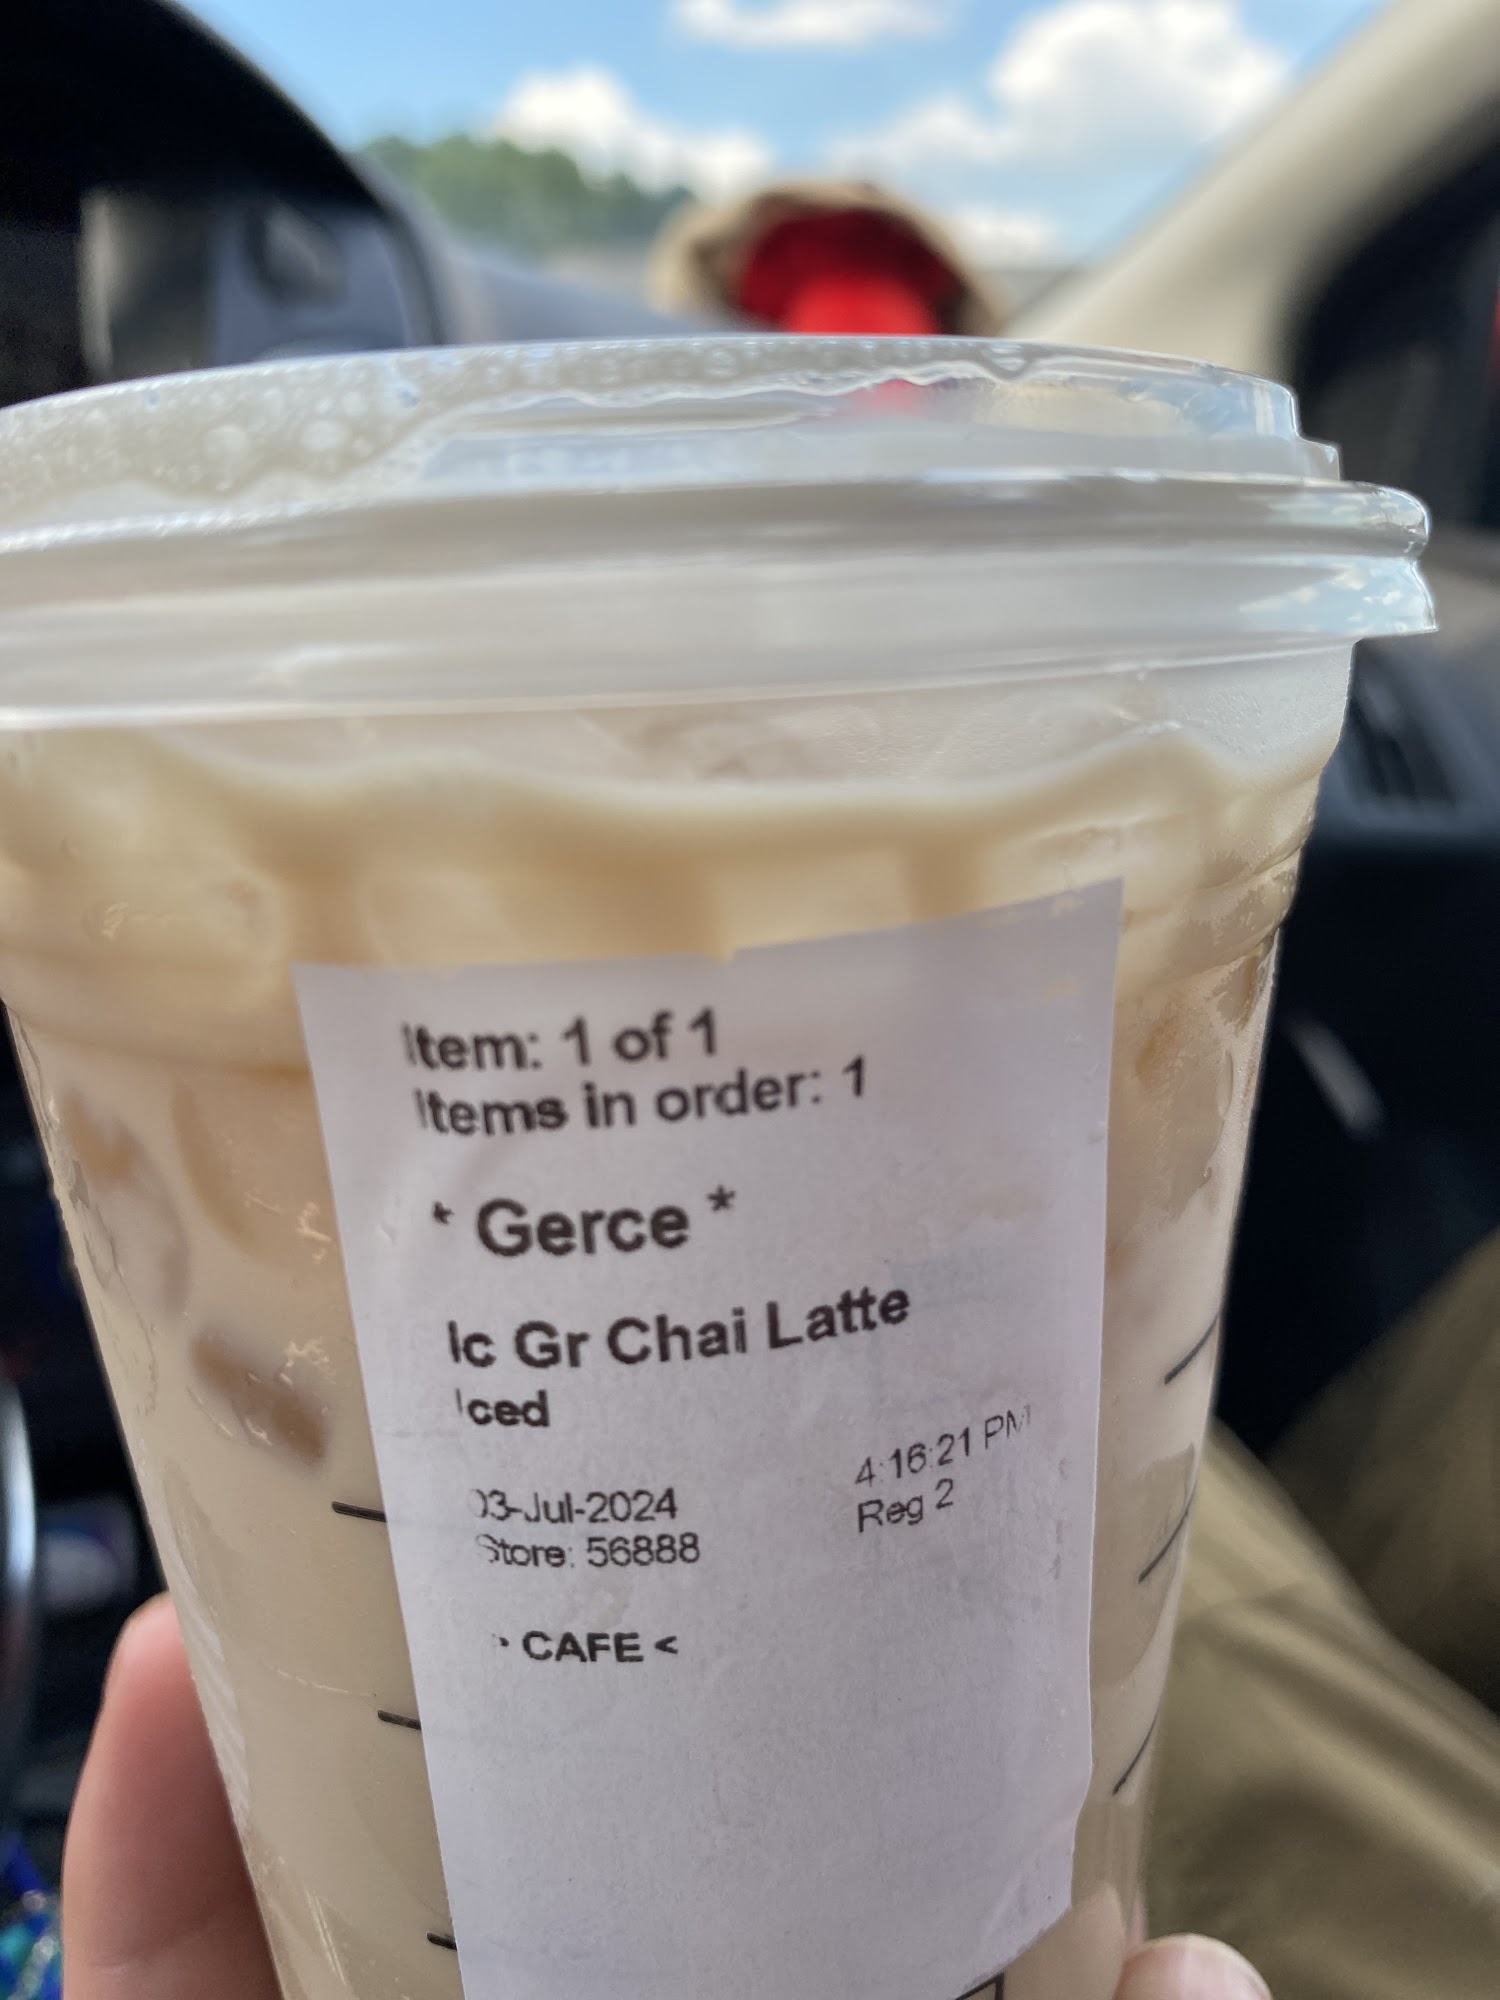 Item: 1 of 1
Items in order: 1
* Gerce *
Ic Gr Chai Latte
Iced
03-Jul-2024 4:16:21 PM
Store: 56888 Reg 2
> CAFE <